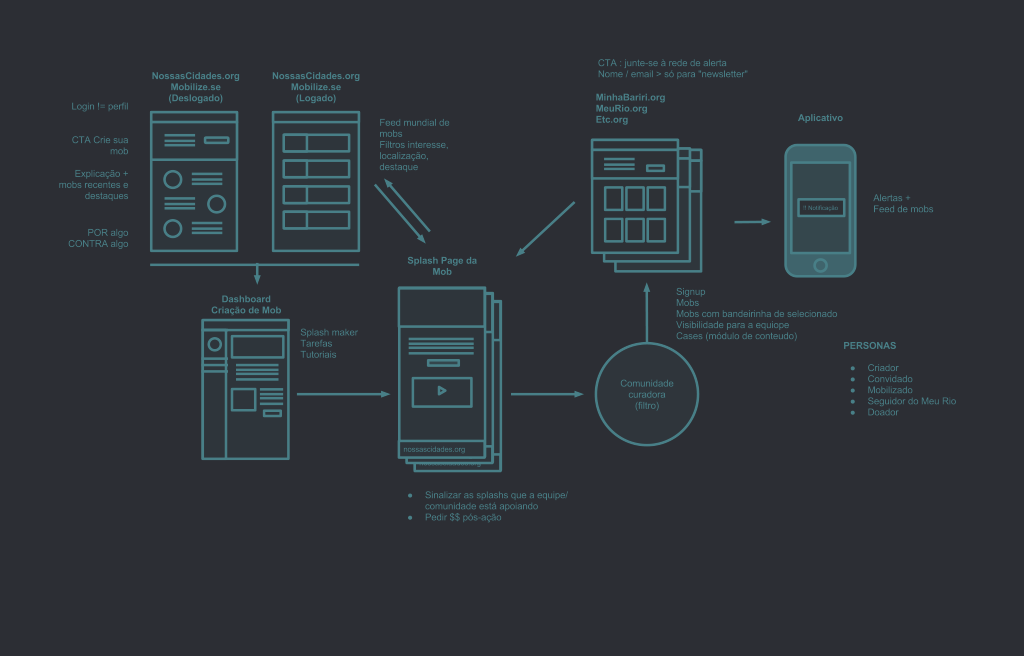 NossasCidades.org
Mobilize.se
(Deslogado)
NossasCidades.org
Mobilize.se
(Logado)
Login != perfil
CTA Crie sua
mob
Explicação +
mobs recentes e
destaques
POR algo
CONTRA algo
Feed mundial de
mobs
Filtros interesse,
localização,
destaque
CTA : junte-se à rede de alerta
Nome / email > só para "newsletter"
MinhaBariri.org
MeuRio.org
Etc.org
Aplicativo
!! Notificação
Alertas +
Feed de mobs
Dashboard
Criação de Mob
Splash maker
Tarefas
Tutoriais
Splash Page da
Mob
nossascidades.org
● Sinalizar as splashs que a equipe/
comunidade está apoiando
● Pedir $$ pós-ação
Signup
Mobs
Mobs com bandeirinha de selecionado
Visibilidade para a equiope
Cases (módulo de conteudo)
Comunidade
curadora
(filtro)
PERSONAS
● Criador
● Convidado
● Mobilizado
● Seguidor do Meu Rio
● Doador